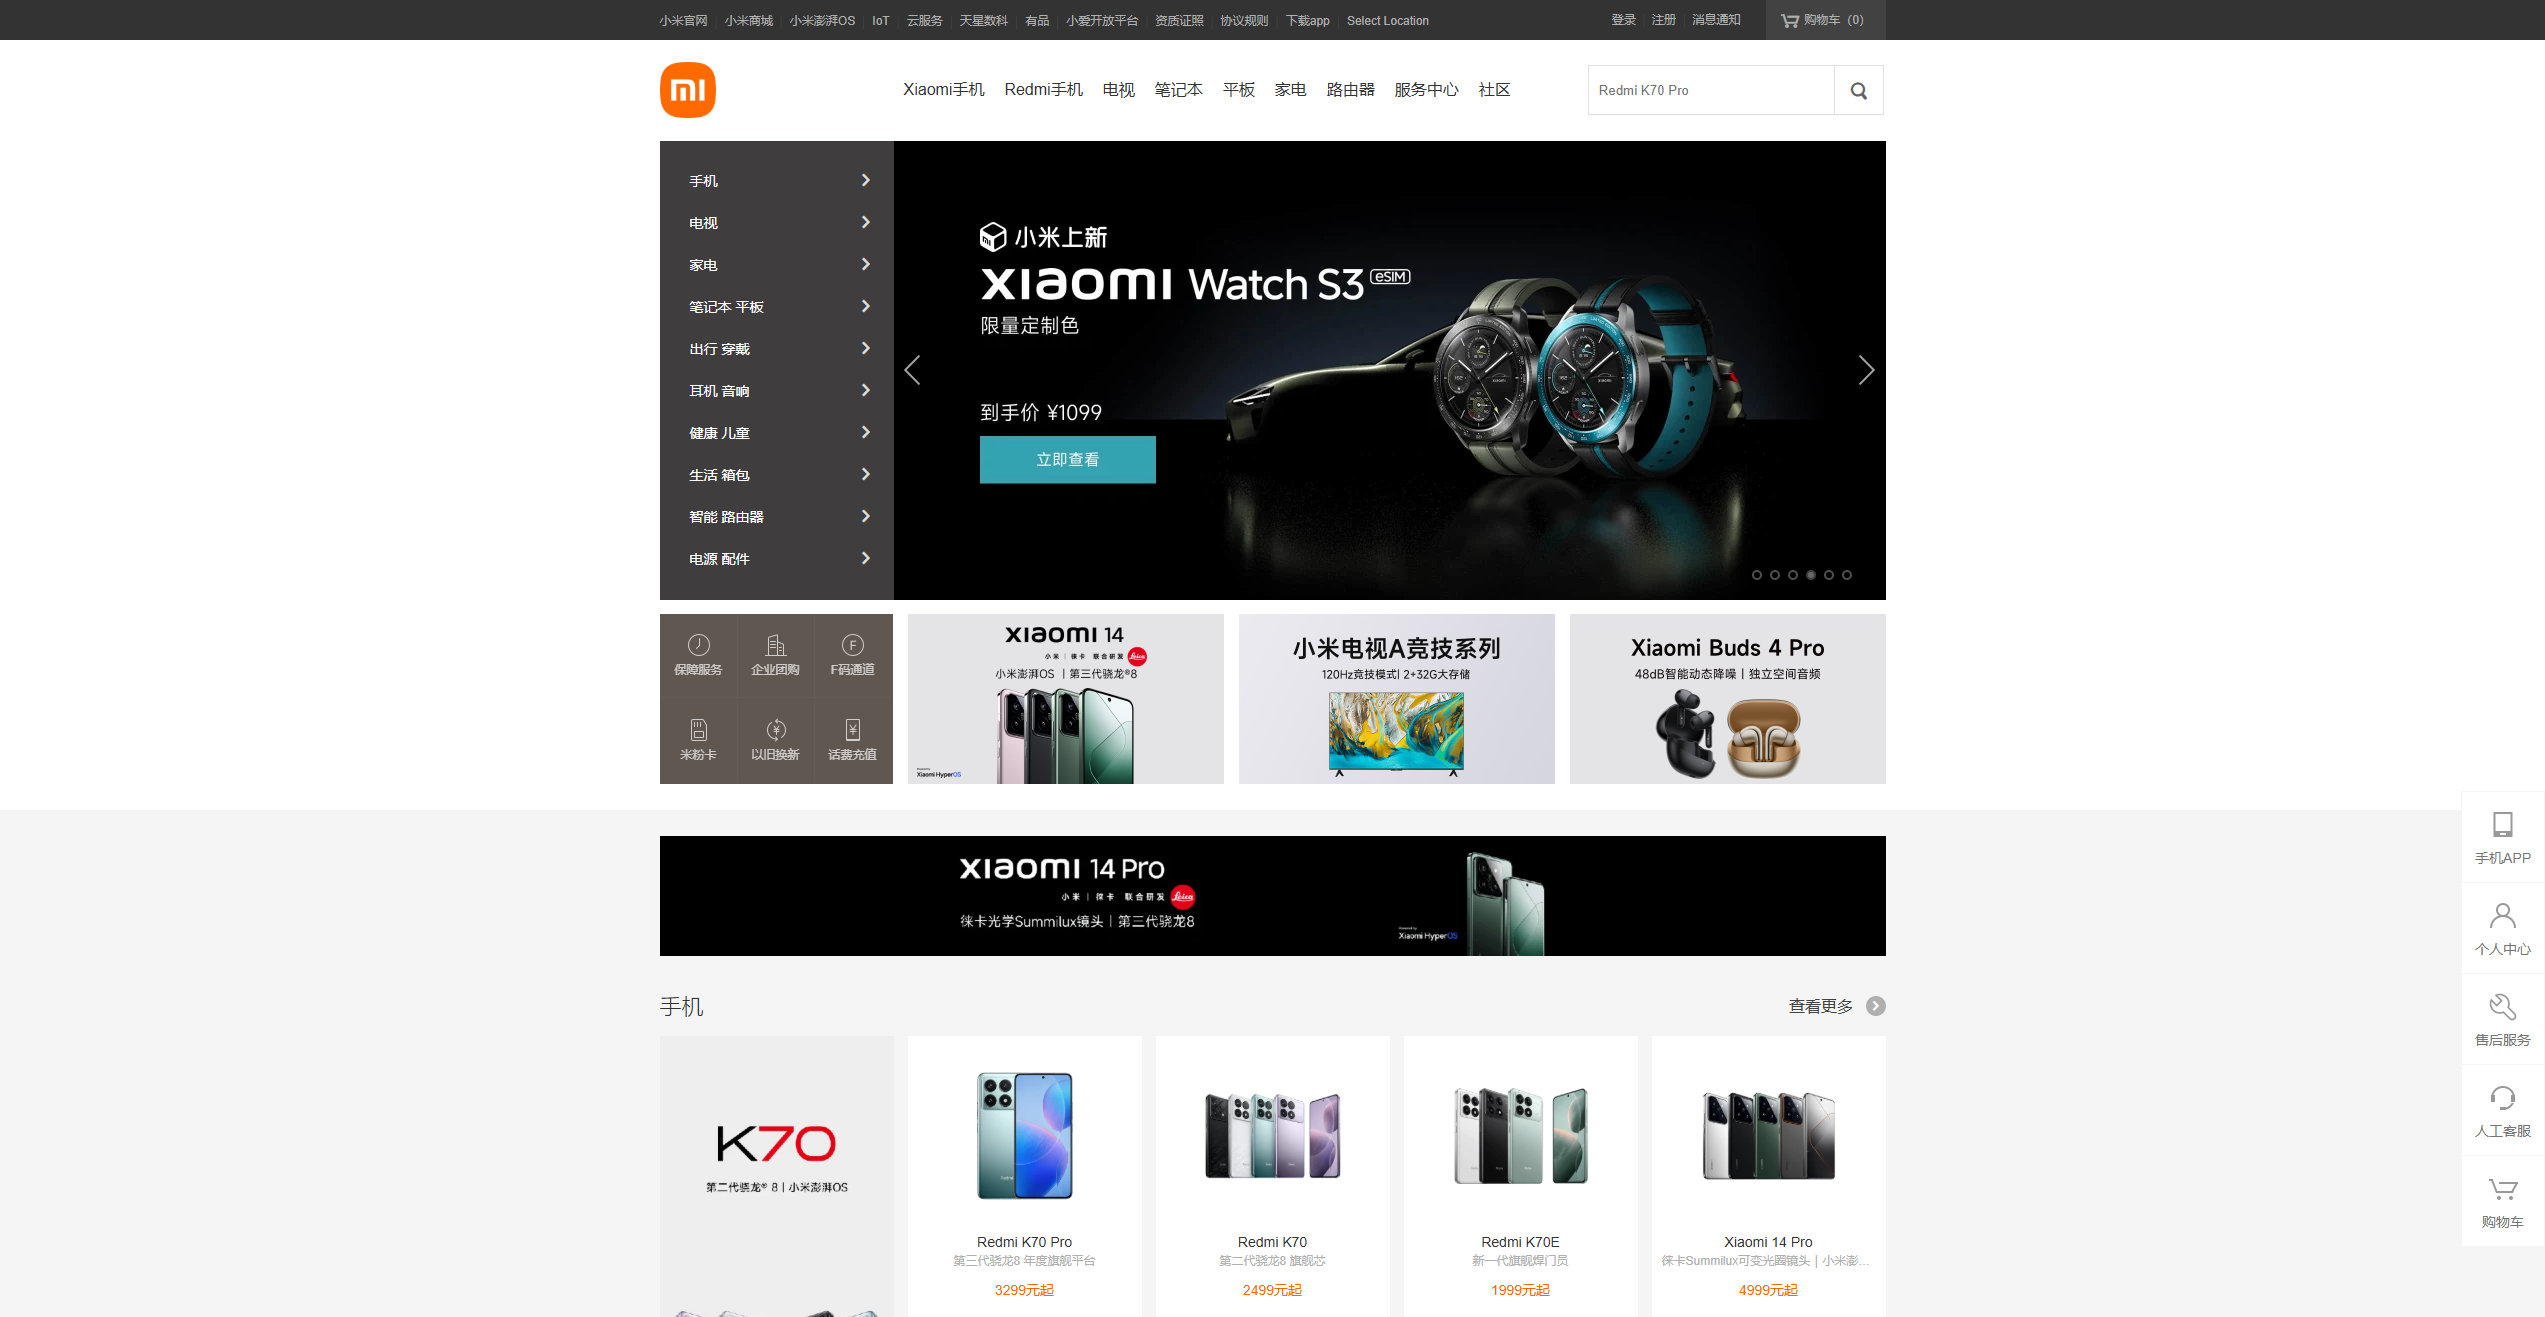 小米官网 小米商城 小米澎湃OS IoT 云服务 天星数科 有品 小爱开放平台 资质证照 协议规则 下载app Select Location 登录 注册 消息通知 购物车（0）
Xiaomi手机 Redmi手机 电视 笔记本 平板 家电 路由器 服务中心 社区 Redmi K70 Pro
手机
电视
家电
笔记本 平板
出行 穿戴
耳机 音响
健康 儿童
生活 箱包
智能 路由器
电源 配件
小米上新
xiaomi Watch S3 eSIM
限量定制色
到手价 ¥1099
立即查看
保障服务 企业团购 F码通道
米粉卡 以旧换新 话费充值
xiaomi 14
小米 | 徕卡 联合研发 Leica
小米澎湃OS | 第三代骁龙®8
Xiaomi HyperOS
小米电视A竞技系列
120Hz竞技模式| 2+32G大存储
Xiaomi Buds 4 Pro
48dB智能动态降噪 | 独立空间音频
xiaomi 14 Pro
小米 | 徕卡 联合研发 Leica
徕卡光学Summilux镜头 | 第三代骁龙8
Xiaomi HyperOS
手机 查看更多
K70
第二代骁龙® 8 | 小米澎湃OS
Redmi K70 Pro
第三代骁龙8 年度旗舰平台
3299元起
Redmi K70
第二代骁龙8 旗舰芯
2499元起
Redmi K70E
新一代旗舰焊门员
1999元起
Xiaomi 14 Pro
徕卡Summilux可变光圈镜头 | 小米澎...
4999元起
手机APP
个人中心
售后服务
人工客服
购物车